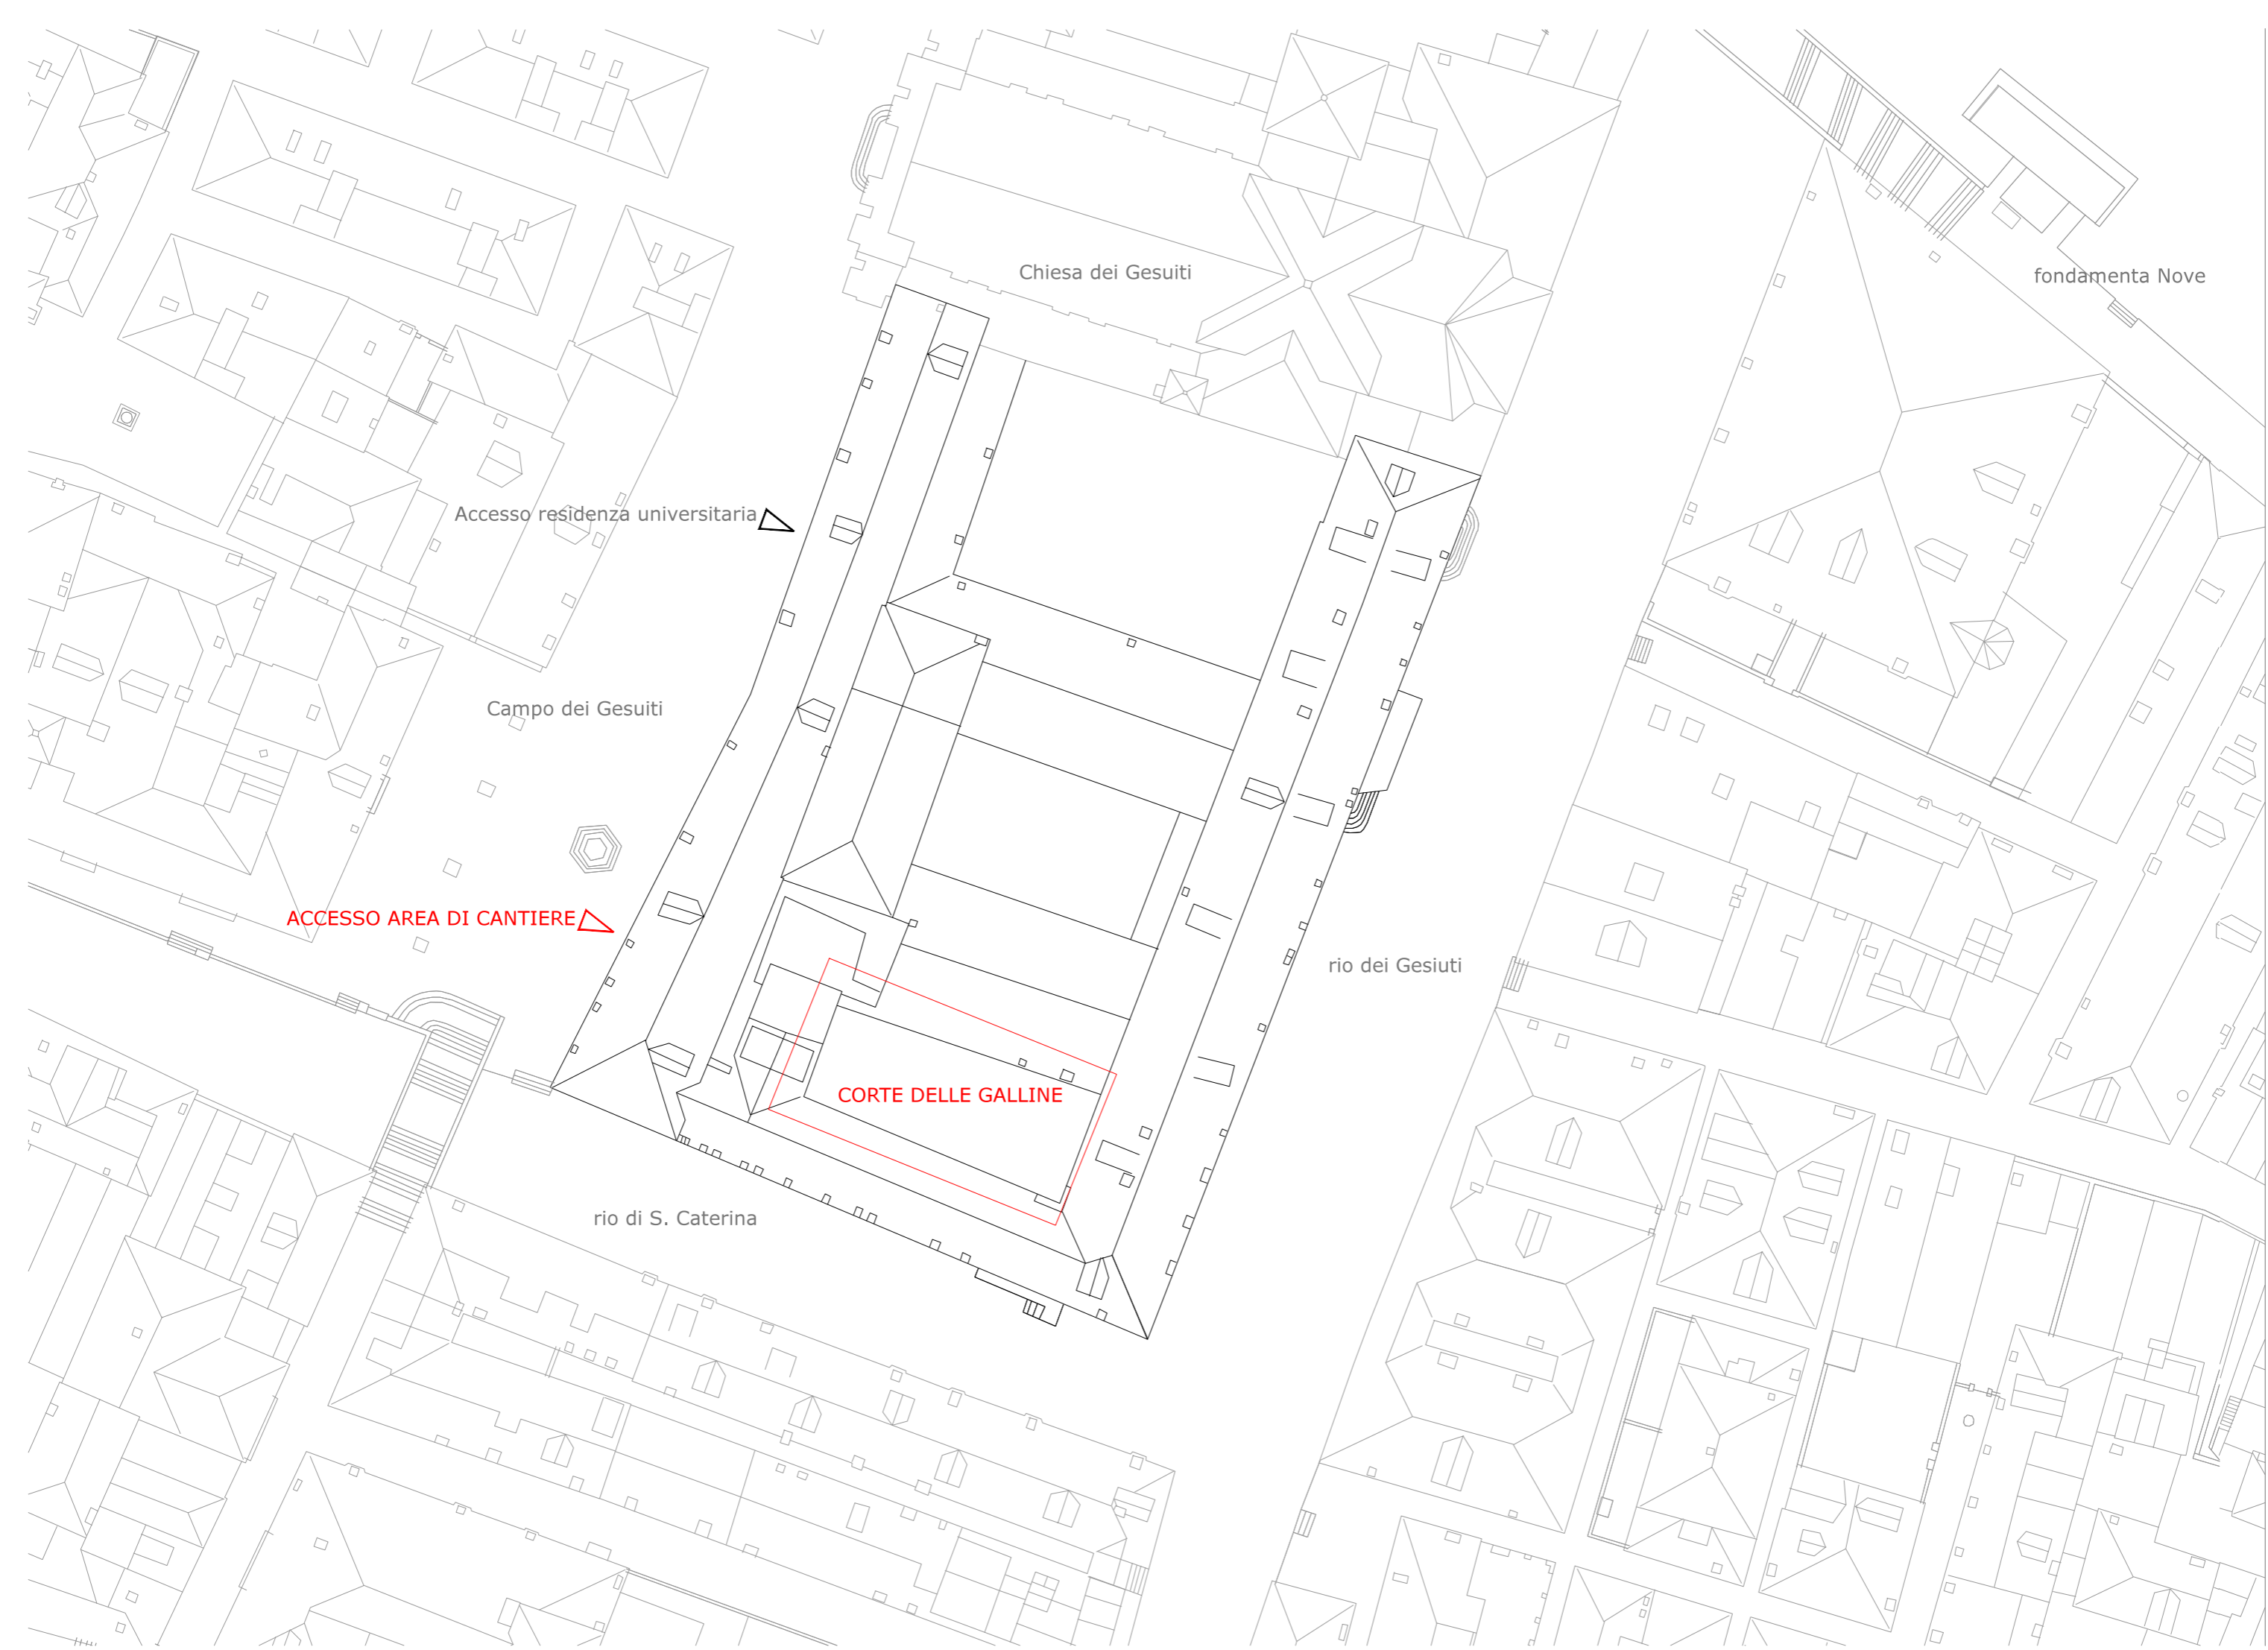 Chiesa dei Gesuiti
fondamenta Nove
Accesso residenza universitaria
Campo dei Gesuiti
ACCESSO AREA DI CANTIERE
rio dei Gesiuti
CORTE DELLE GALLINE
rio di S. Caterina